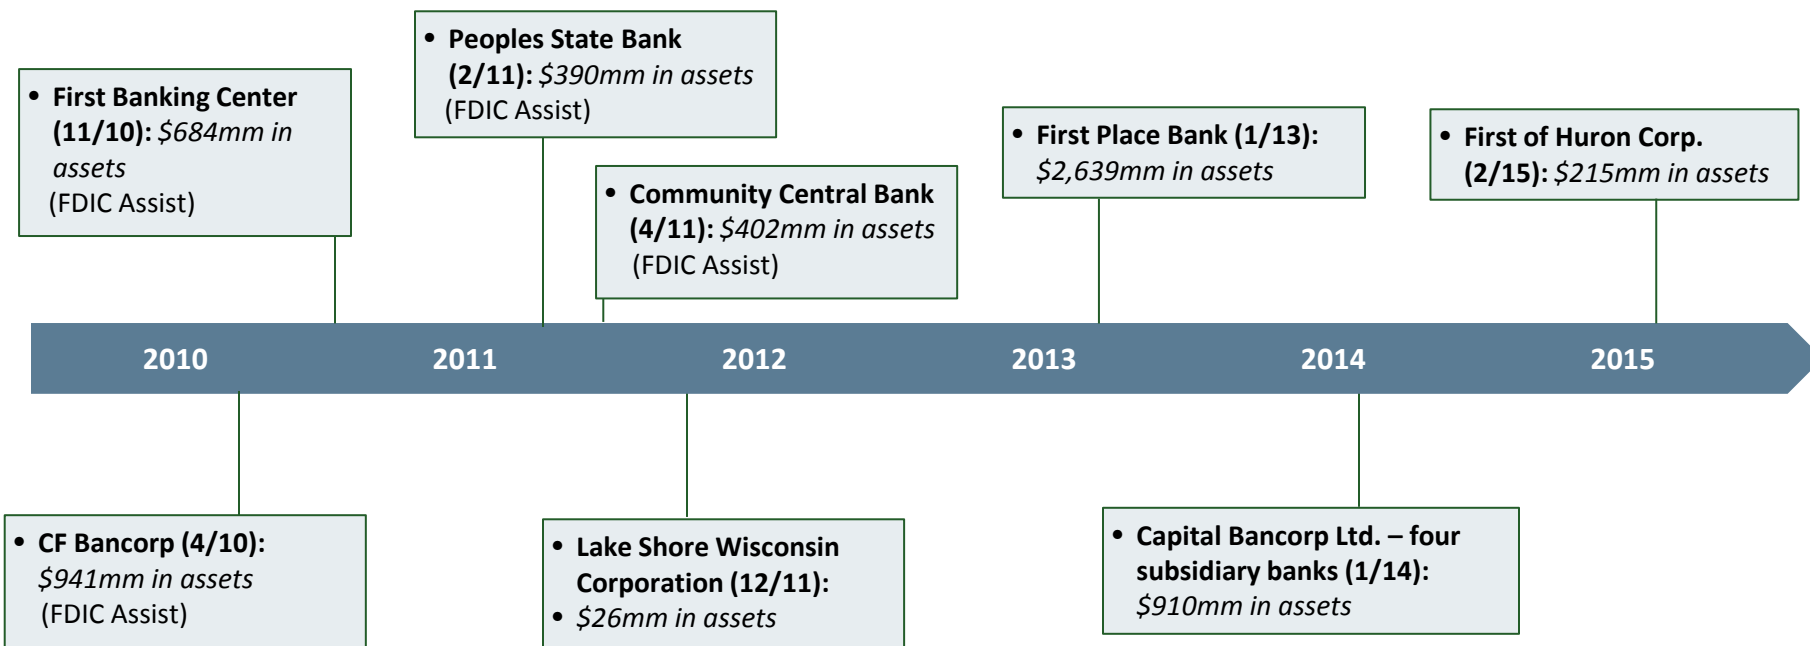 • Peoples State Bank
(2/11): $390mm in assets
(FDIC Assist)
• First Banking Center
(11/10): $684mm in
assets
(FDIC Assist)
• Community Central Bank
(4/11): $402mm in assets
(FDIC Assist)
• First Place Bank (1/13):
$2,639mm in assets
• First of Huron Corp.
(2/15): $215mm in assets
2010 2011 2012 2013 2014 2015
• CF Bancorp (4/10):
$941mm in assets
(FDIC Assist)
• Lake Shore Wisconsin
Corporation (12/11):
• $26mm in assets
• Capital Bancorp Ltd. – four
subsidiary banks (1/14):
$910mm in assets